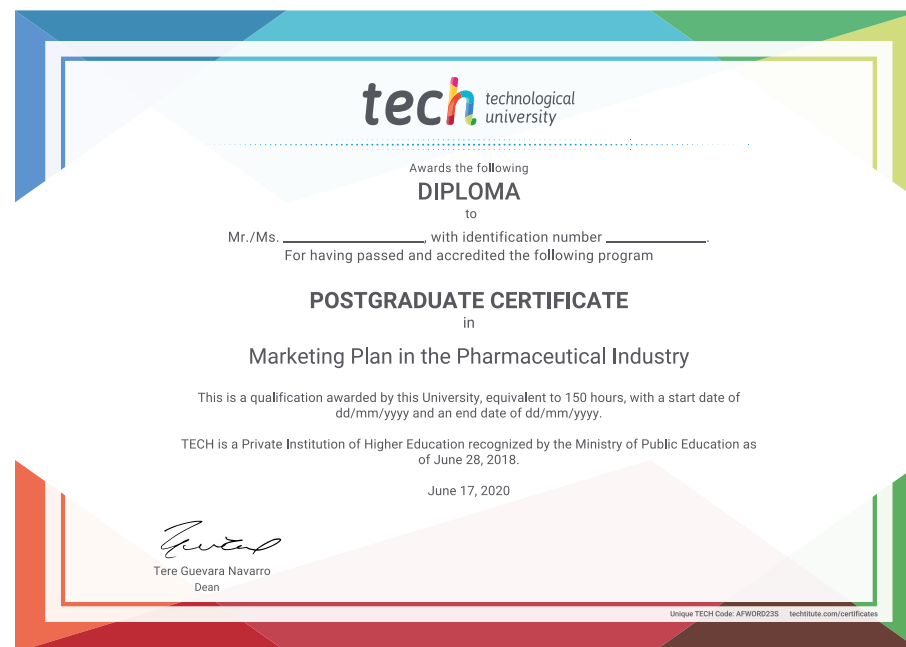 tech technological
university
Awards the following
DIPLOMA
to
Mr./Ms. ____________, with identification number ____________.
For having passed and accredited the following program
POSTGRADUATE CERTIFICATE
in
Marketing Plan in the Pharmaceutical Industry
This is a qualification awarded by this University, equivalent to 150 hours, with a start date of
dd/mm/yyyy and an end date of dd/mm/yyyy.
TECH is a Private Institution of Higher Education recognized by the Ministry of Public Education as
of June 28, 2018.
June 17, 2020
Tere Guevara Navarro
Dean
Unique TECH Code: AFWORD23S techtitute.com/certificates